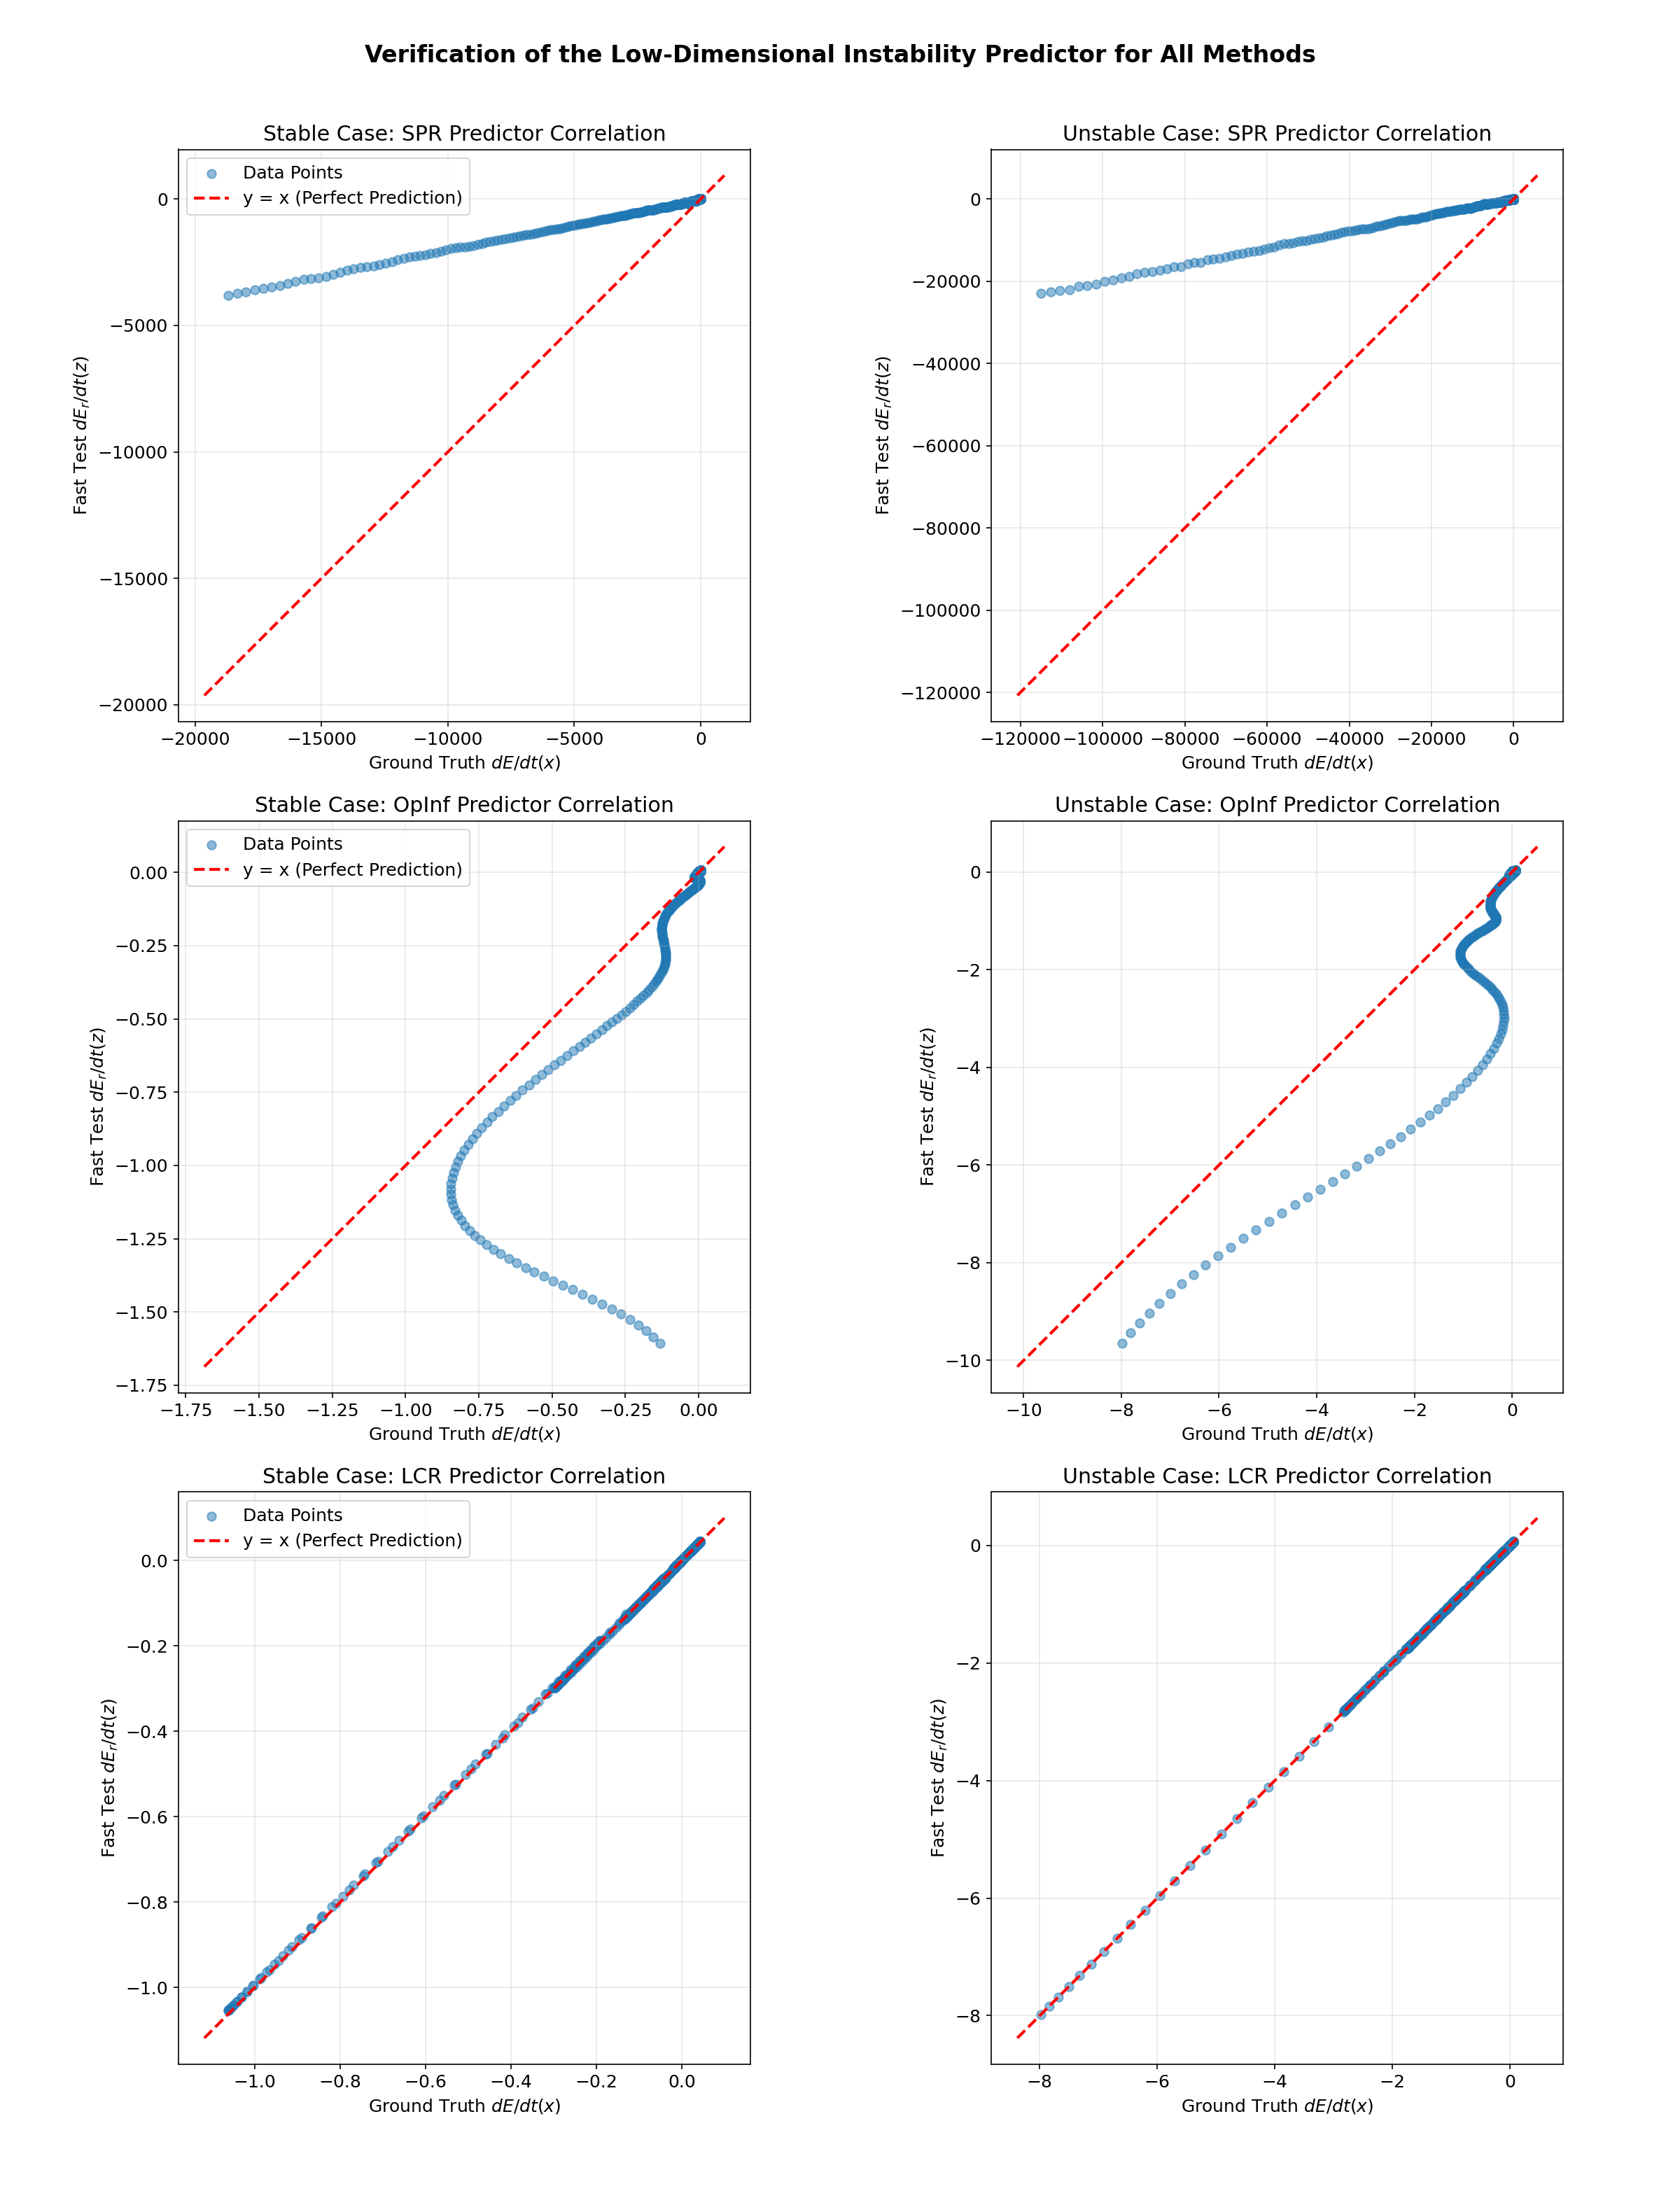 Verification of the Low-Dimensional Instability Predictor for All Methods
Stable Case: SPR Predictor Correlation
Data Points
y = x (Perfect Prediction)
0
−5000
−10000
−15000
−20000
Fast Test dE_r/dt(z)
−20000 −15000 −10000 −5000 0
Ground Truth dE/dt(x)
Unstable Case: SPR Predictor Correlation
0
−20000
−40000
−60000
−80000
−100000
−120000
Fast Test dE_r/dt(z)
−120000 −100000 −80000 −60000 −40000 −20000 0
Ground Truth dE/dt(x)
Stable Case: OpInf Predictor Correlation
Data Points
y = x (Perfect Prediction)
0.00
−0.25
−0.50
−0.75
−1.00
−1.25
−1.50
−1.75
Fast Test dE_r/dt(z)
−1.75 −1.50 −1.25 −1.00 −0.75 −0.50 −0.25 0.00
Ground Truth dE/dt(x)
Unstable Case: OpInf Predictor Correlation
0
−2
−4
−6
−8
−10
Fast Test dE_r/dt(z)
−10 −8 −6 −4 −2 0
Ground Truth dE/dt(x)
Stable Case: LCR Predictor Correlation
Data Points
y = x (Perfect Prediction)
0.0
−0.2
−0.4
−0.6
−0.8
−1.0
Fast Test dE_r/dt(z)
−1.0 −0.8 −0.6 −0.4 −0.2 0.0
Ground Truth dE/dt(x)
Unstable Case: LCR Predictor Correlation
0
−2
−4
−6
−8
Fast Test dE_r/dt(z)
−8 −6 −4 −2 0
Ground Truth dE/dt(x)